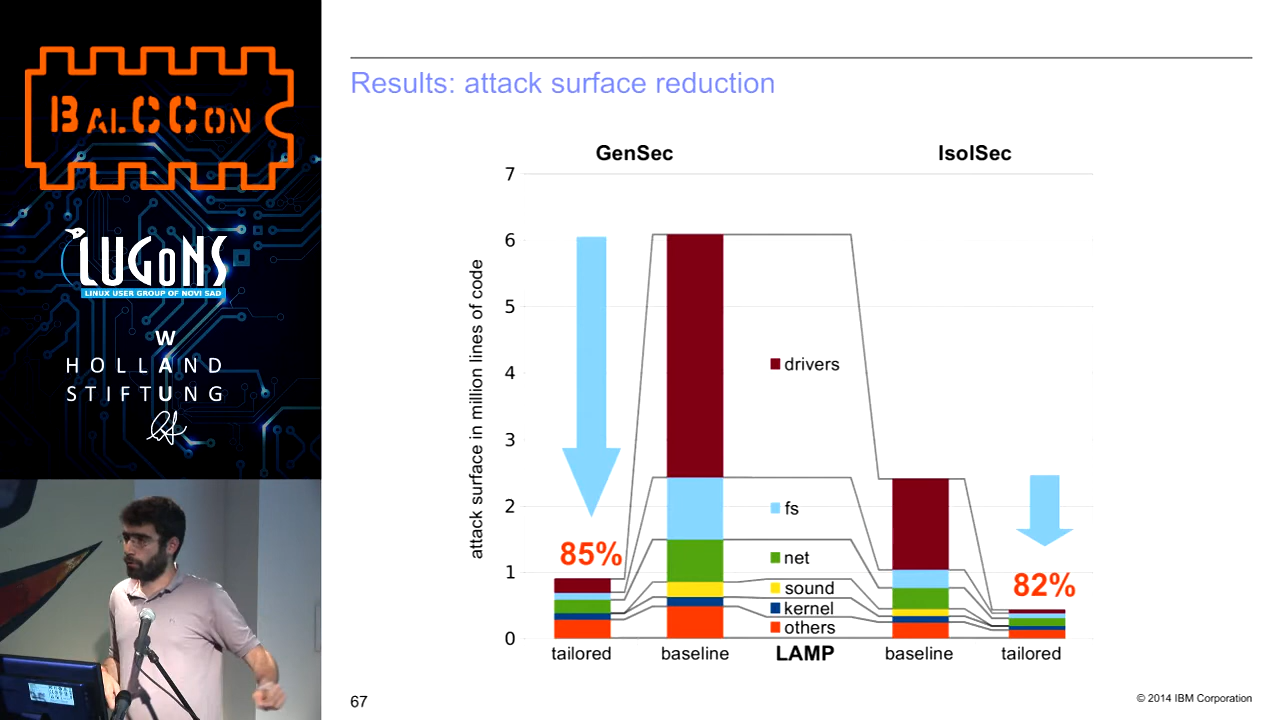 BALCCON
LUGONS
LINUX USER GROUP OF NOVI SAD
W
HOLLAND
STIFTUNG
Results: attack surface reduction
GenSec
IsolSec
attack surface in million lines of code
7
6
5
4
3
2
1
0
85%
82%
drivers
fs
net
sound
kernel
others
tailored
baseline
LAMP
baseline
tailored
67
© 2014 IBM Corporation